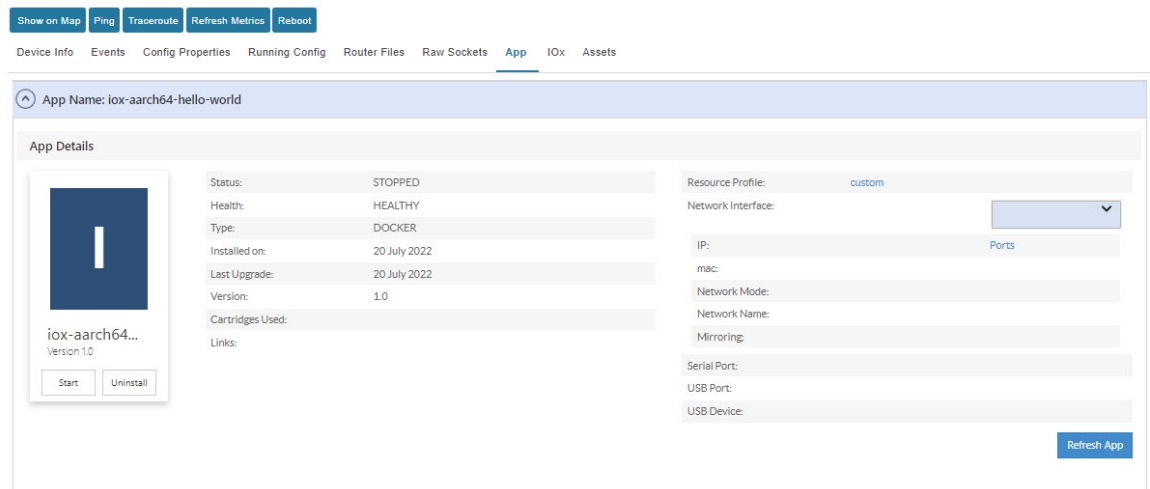 Show on Map Ping Traceroute Refresh Metrics Reboot
Device Info Events Config Properties Running Config Router Files Raw Sockets App IOx Assets
App Name: iox-aarch64-hello-world
App Details
I
iox-aarch64...
Version 1.0
Start Uninstall
Status: STOPPED
Health: HEALTHY
Type: DOCKER
Installed on: 20 July 2022
Last Upgrade: 20 July 2022
Version: 1.0
Cartridges Used:
Links:
Resource Profile: custom
Network Interface:
IP: Ports
mac:
Network Mode:
Network Name:
Mirroring:
Serial Port:
USB Port:
USB Device:
Refresh App